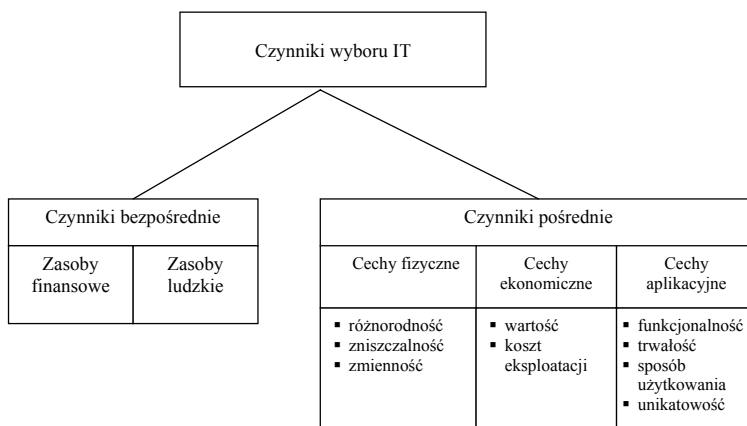 Czynniki wyboru IT
Czynniki bezpośrednie
Zasoby
finansowe
Zasoby
ludzkie
Czynniki pośrednie
Cechy fizyczne
▪ różnorodność
▪ zniszczalność
▪ zmienność
Cechy
ekonomiczne
▪ wartość
▪ koszt
eksploatacji
Cechy
aplikacyjne
▪ funkcjonalność
▪ trwałość
▪ sposób
użytkowania
▪ unikatowość